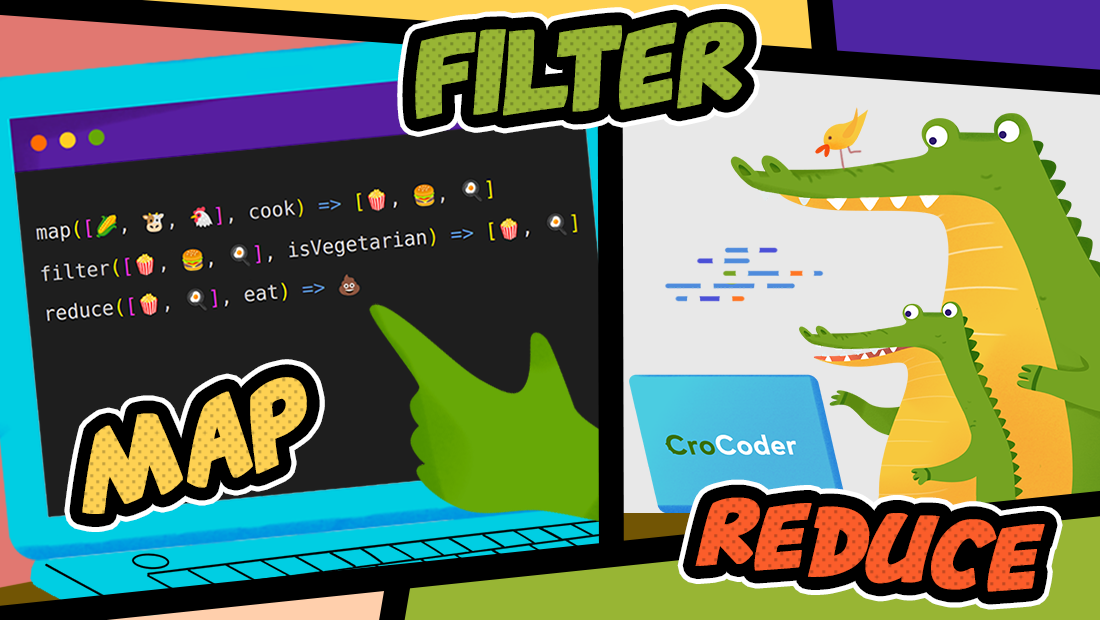 FILTER
map([🌽, 🐮, 🐔], cook) => [🍿, 🍔, 🍳]
filter([🍿, 🍔, 🍳], isVegetarian) => [🍿, 🍳]
reduce([🍿, 🍳], eat) => 💩
MAP
CroCoder
REDUCE